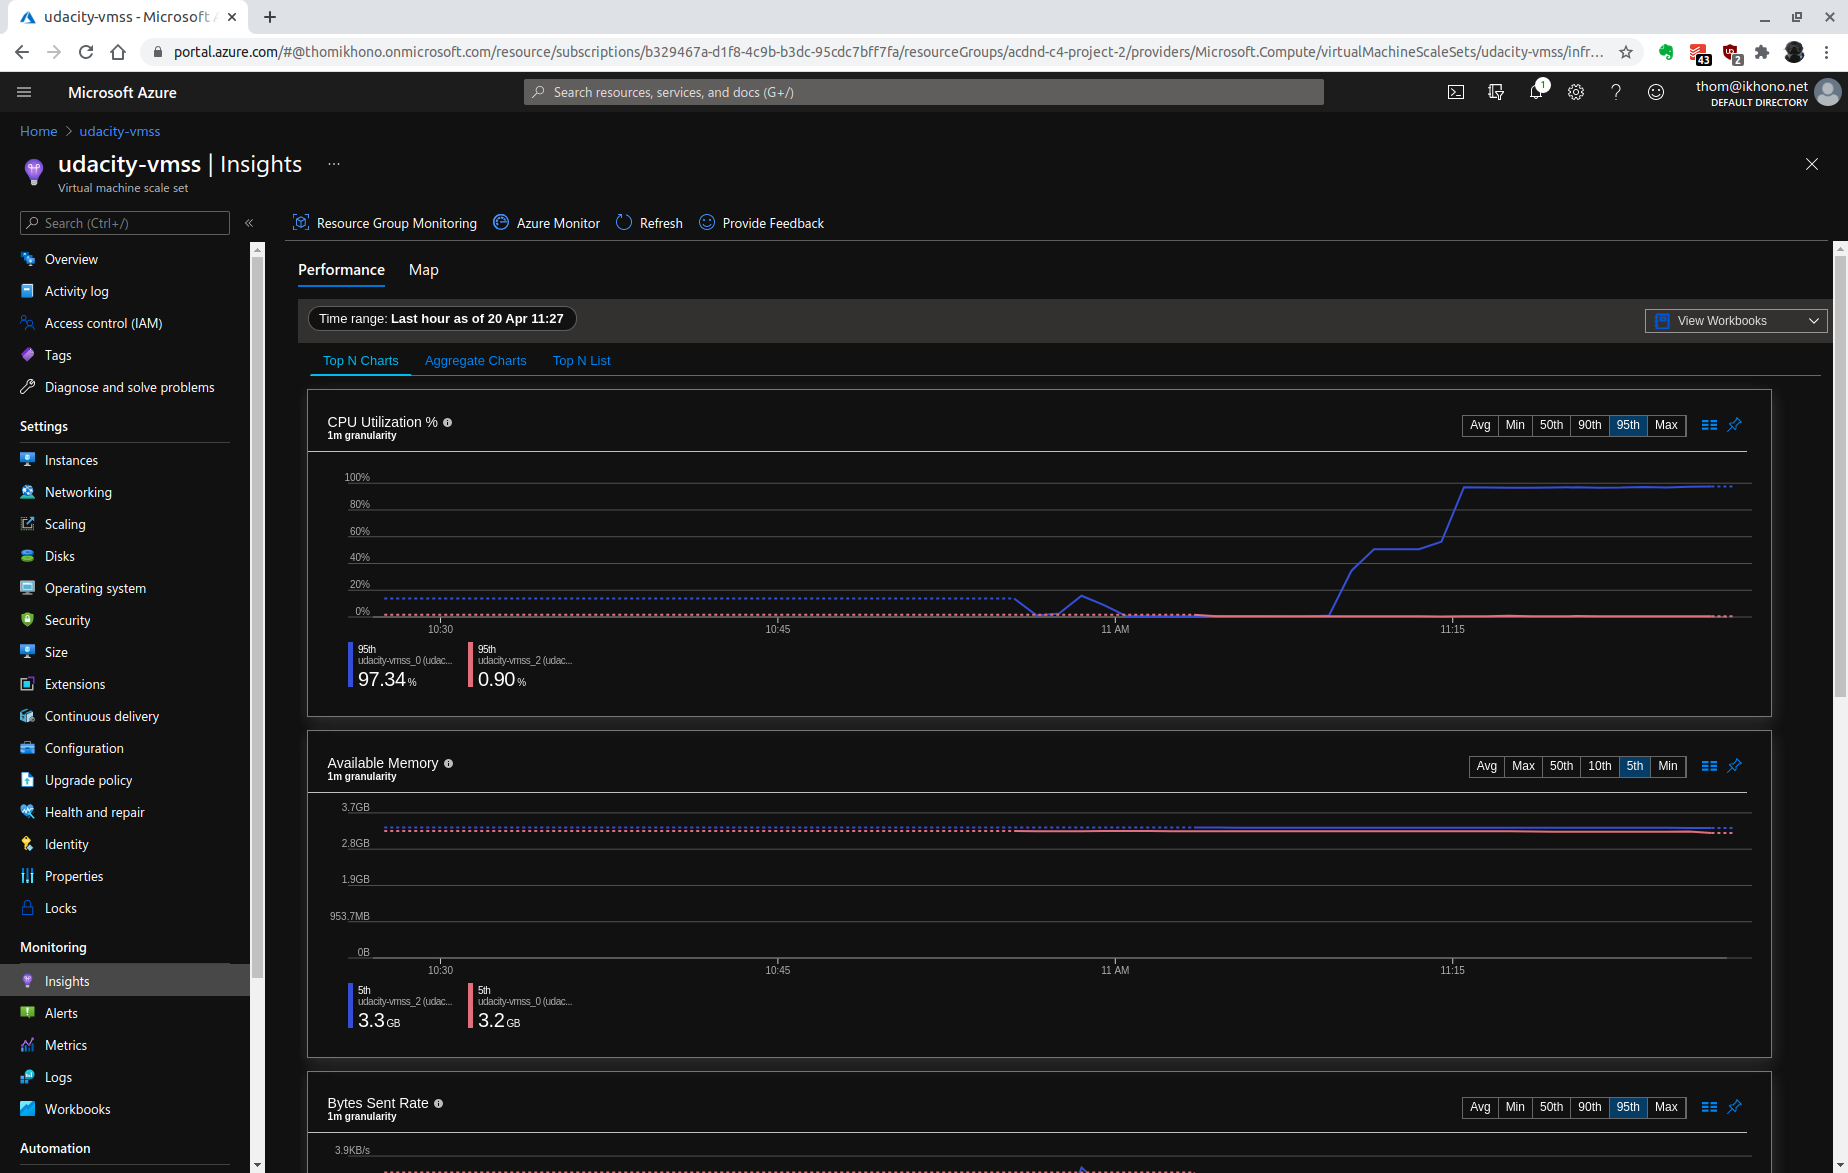 udacity-vmss - Microsoft A
portal.azure.com/#@thomikhono.onmicrosoft.com/resource/subscriptions/b329467a-d1f8-4c9b-b3dc-95cdc7bff7fa/resourceGroups/acdnd-c4-project-2/providers/Microsoft.Compute/virtualMachineScaleSets/udacity-vmss/infr...
43
2
Microsoft Azure
Search resources, services, and docs (G+/)
1
thom@ikhono.net
DEFAULT DIRECTORY
Home > udacity-vmss
udacity-vmss | Insights ...
Virtual machine scale set
Search (Ctrl+/)
«
Overview
Activity log
Access control (IAM)
Tags
Diagnose and solve problems
Settings
Instances
Networking
Scaling
Disks
Operating system
Security
Size
Extensions
Continuous delivery
Configuration
Upgrade policy
Health and repair
Identity
Properties
Locks
Monitoring
Insights
Alerts
Metrics
Logs
Workbooks
Automation
Resource Group Monitoring Azure Monitor Refresh Provide Feedback
Performance Map
Time range: Last hour as of 20 Apr 11:27
View Workbooks
Top N Charts Aggregate Charts Top N List
CPU Utilization %
1m granularity
Avg Min 50th 90th 95th Max
100%
80%
60%
40%
20%
0%
10:30 10:45 11 AM 11:15
95th 95th
udacity-vmss_0 (udac... udacity-vmss_2 (udac...
97.34 % 0.90 %
Available Memory
1m granularity
Avg Max 50th 10th 5th Min
3.7GB
2.8GB
1.9GB
953.7MB
0B
10:30 10:45 11 AM 11:15
5th 5th
udacity-vmss_2 (udac... udacity-vmss_0 (udac...
3.3 GB 3.2 GB
Bytes Sent Rate
1m granularity
Avg Min 50th 90th 95th Max
3.9KB/s